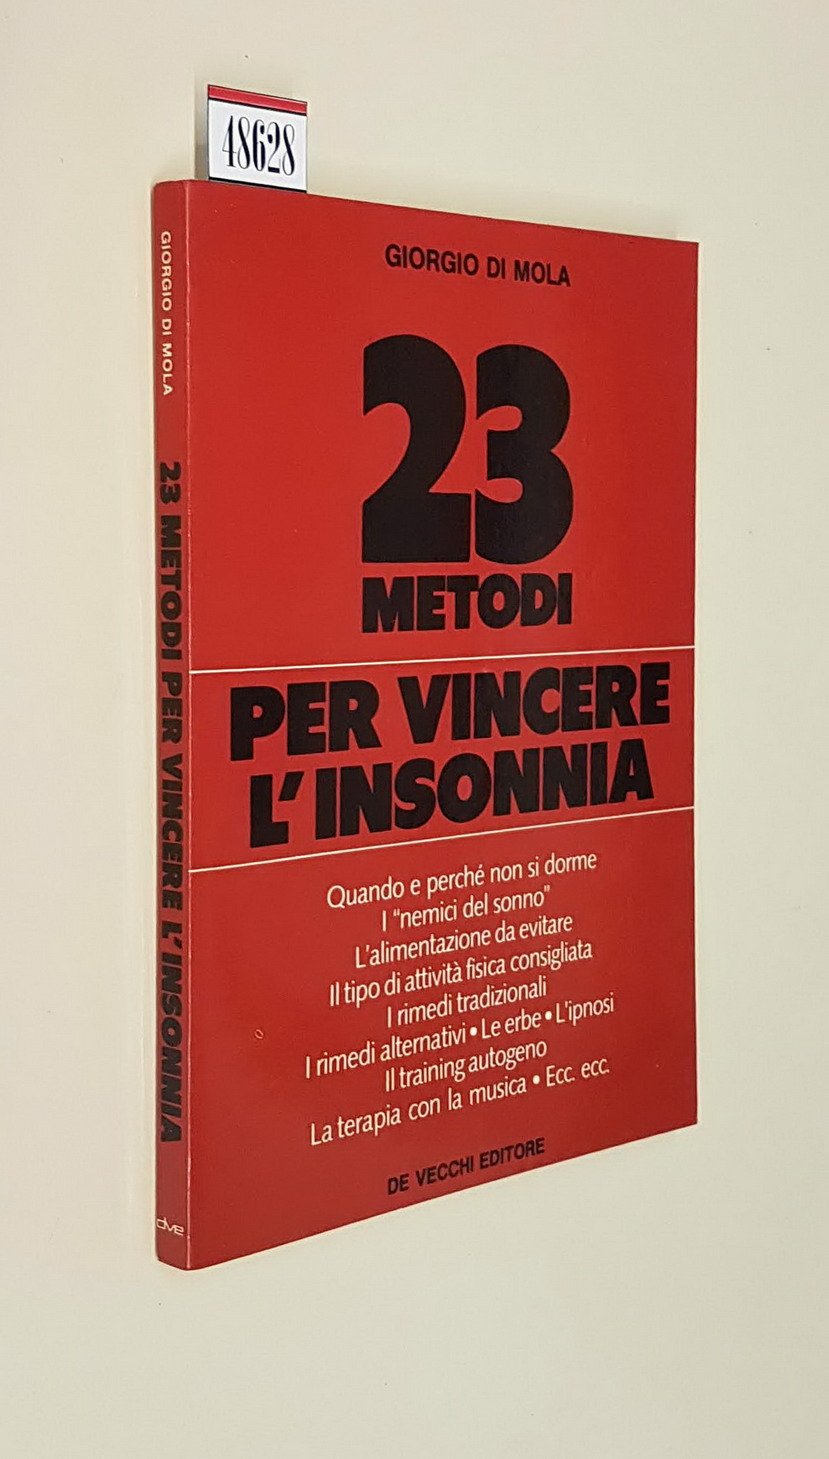 48628
GIORGIO DI MOLA
23
METODI
PER VINCERE
L'INSONNIA
Quando e perché non si dorme
I "nemici del sonno"
L'alimentazione da evitare
Il tipo di attività fisica consigliata
I rimedi tradizionali
I rimedi alternativi • Le erbe • L'ipnosi
Il training autogeno
La terapia con la musica • Ecc. ecc.
DE VECCHI EDITORE
GIORGIO DI MOLA 23 METODI PER VINCERE L'INSONNIA dve